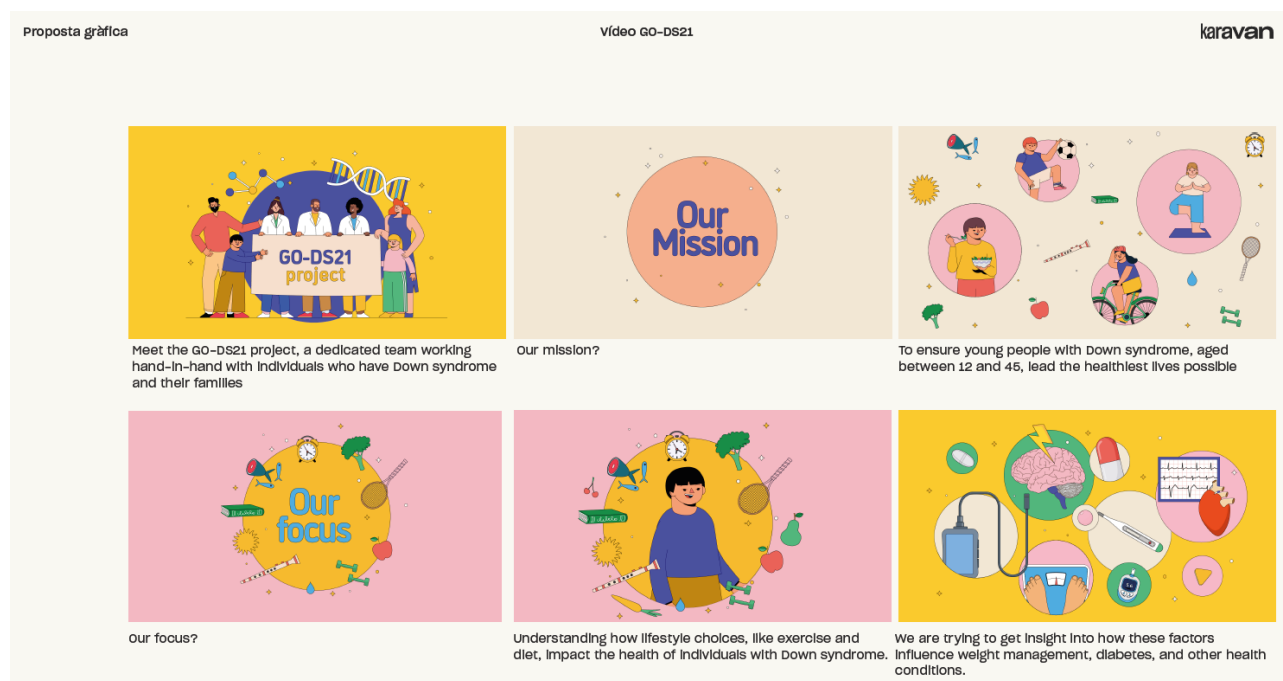 Proposta gràfica
Vídeo GO-DS21
karavan
GO-DS21
project
Our
Mission
Meet the GO-DS21 project, a dedicated team working
hand-in-hand with individuals who have Down syndrome
and their families
Our mission?
To ensure young people with Down syndrome, aged
between 12 and 45, lead the healthiest lives possible
Our
focus
Our focus?
Understanding how lifestyle choices, like exercise and
diet, impact the health of individuals with Down syndrome.
We are trying to get insight into how these factors
influence weight management, diabetes, and other health
conditions.